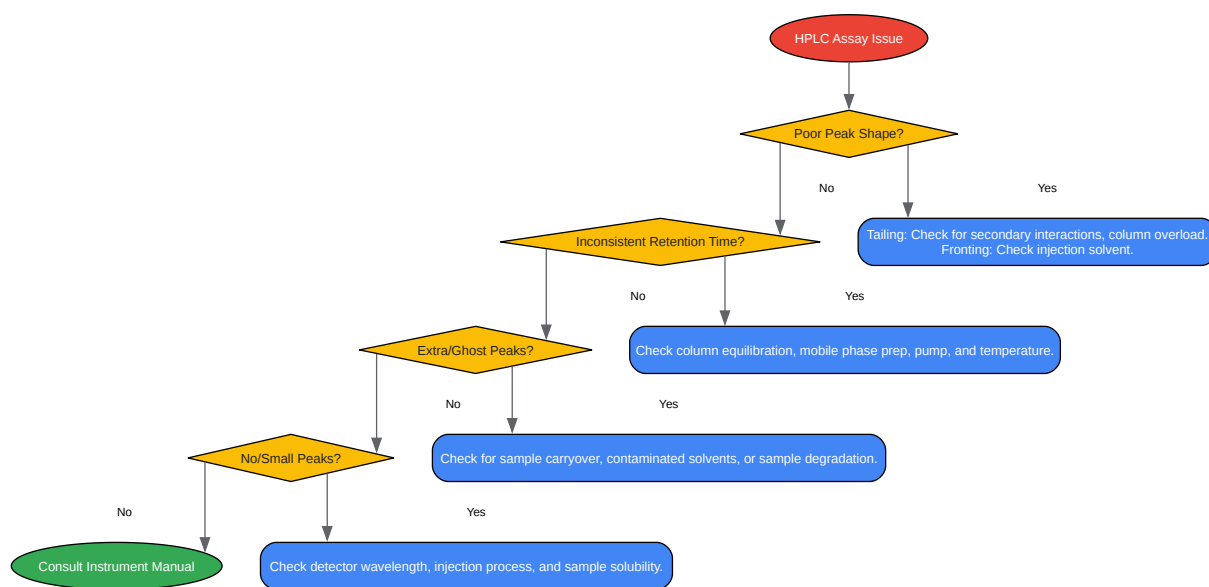 HPLC Assay Issue
Poor Peak Shape?
No
Yes
Tailing: Check for secondary interactions, column overload.
Fronting: Check injection solvent.
Inconsistent Retention Time?
No
Yes
Check column equilibration, mobile phase prep, pump, and temperature.
Extra/Ghost Peaks?
No
Yes
Check for sample carryover, contaminated solvents, or sample degradation.
No/Small Peaks?
No
Yes
Consult Instrument Manual
Check detector wavelength, injection process, and sample solubility.